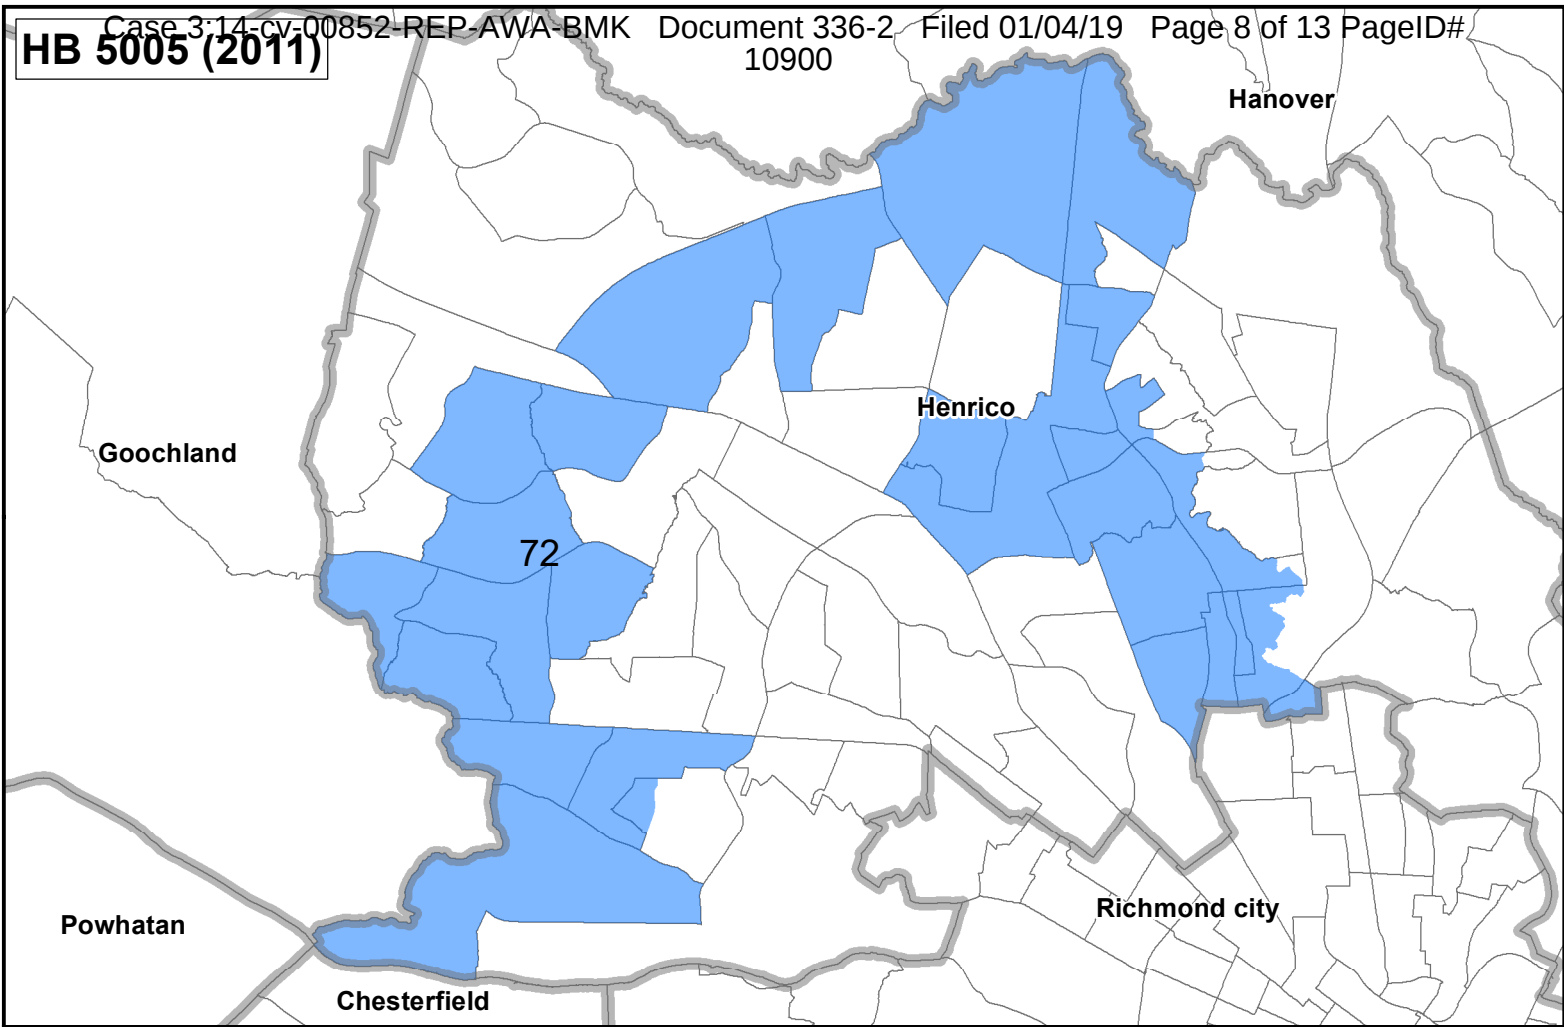 Case 3:14-cv-00852-REP-AWA-BMK Document 336-2 Filed 01/04/19 Page 8 of 13 PageID#
10900
HB 5005 (2011)
Hanover
Henrico
Goochland
72
Richmond city
Powhatan
Chesterfield